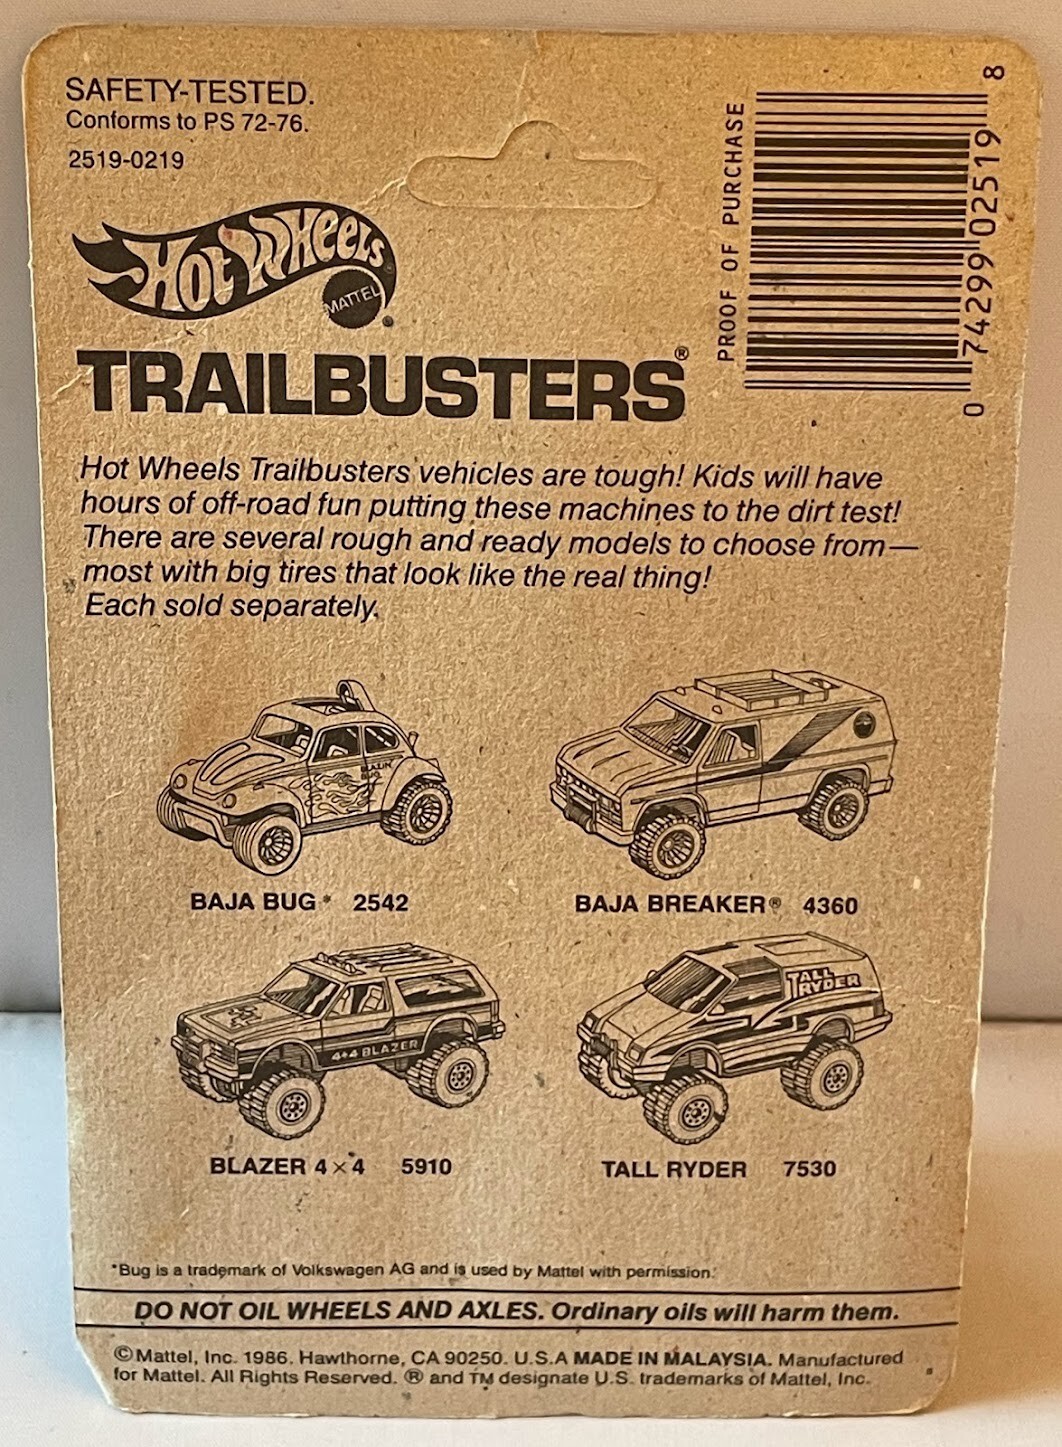 SAFETY-TESTED.
Conforms to PS 72-76.
2519-0219
PROOF OF PURCHASE
0 74299 02519 8
Hot Wheels
MATTEL®
TRAILBUSTERS®
Hot Wheels Trailbusters vehicles are tough! Kids will have
hours of off-road fun putting these machines to the dirt test!
There are several rough and ready models to choose from—
most with big tires that look like the real thing!
Each sold separately.
BLAZIN'
BUG
BAJA BUG* 2542
BAJA BREAKER® 4360
4×4 BLAZER
TALL
RYDER
BLAZER 4×4 5910
TALL RYDER 7530
*Bug is a trademark of Volkswagen AG and is used by Mattel with permission.
DO NOT OIL WHEELS AND AXLES. Ordinary oils will harm them.
©Mattel, Inc. 1986. Hawthorne, CA 90250. U.S.A MADE IN MALAYSIA. Manufactured
for Mattel. All Rights Reserved. ® and TM designate U.S. trademarks of Mattel, Inc.